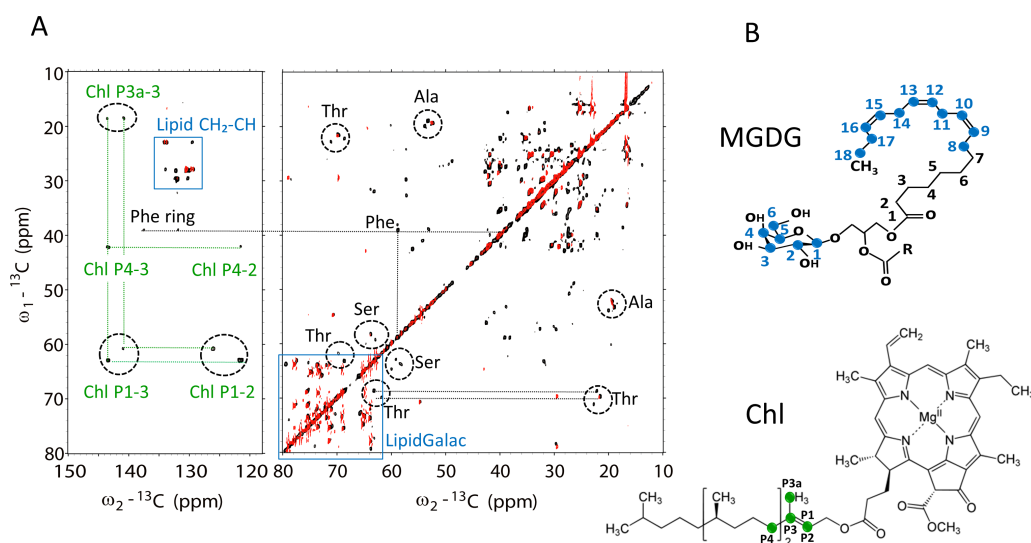 A
B
10
20
30
40
50
60
70
80
ω₁ - ¹³C (ppm)
Chl P3a-3
Lipid CH₂-CH
Phe ring
Chl P4-3
Chl P4-2
Chl P1-3
Chl P1-2
150
140
130
120
ω₂ - ¹³C (ppm)
Thr
Ala
Phe
Ser
Thr
Ala
Ser
Thr
Thr
LipidGalac
80
70
60
50
40
30
20
10
ω₂ - ¹³C (ppm)
MGDG
13
12
15
10
14
11
16
9
17
8
18
7
CH₃
5
6
3
4
2
1
O
O
6
OH
OH
4
5
O
O
HO
3
2
1
OH
O
R
O
Chl
CH₂
H₃C
CH₃
CH₃
N
N
Mg
ii
N
N
H₃C
CH₃
O
O
OCH₃
O
CH₃
CH₃
P3a
CH₃
H₃C
P1
P4
P3
P2
2
O